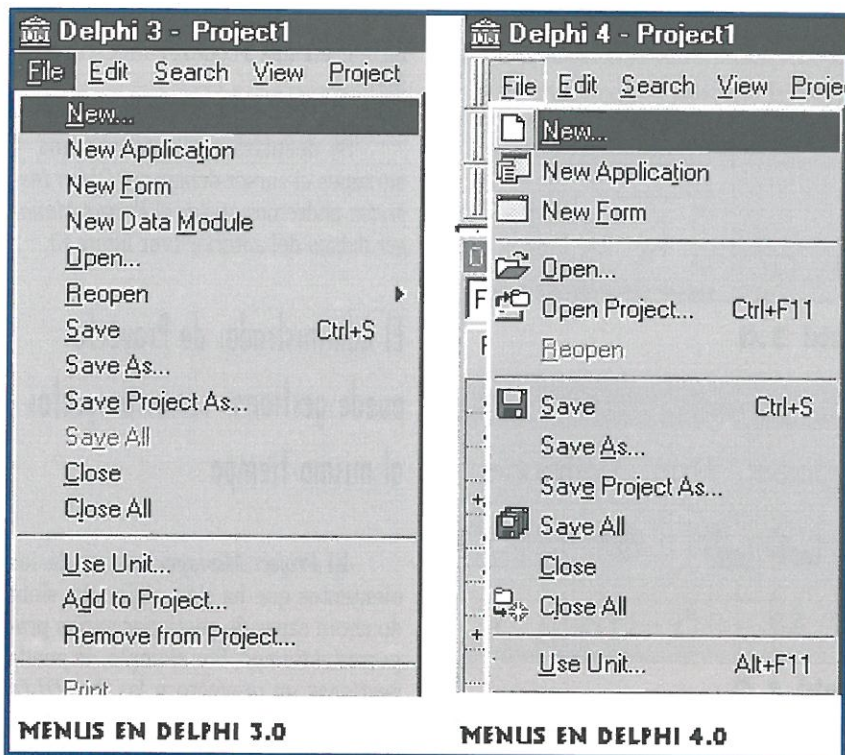 Delphi 3 - Project1
File Edit Search View Project
New...
New Application
New Form
New Data Module
Open...
Reopen
Save Ctrl+S
Save As...
Save Project As...
Save All
Close
Close All
Use Unit...
Add to Project...
Remove from Project...
Print
MENUS EN DELPHI 3.0
Delphi 4 - Project1
File Edit Search View Proje
New...
New Application
New Form
Open...
Open Project... Ctrl+F11
Reopen
Save Ctrl+S
Save As...
Save Project As...
Save All
Close
Close All
Use Unit... Alt+F11
MENUS EN DELPHI 4.0